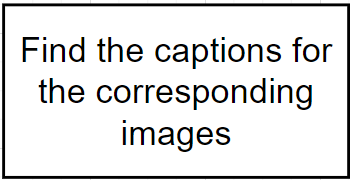 Find the captions for
the corresponding
images